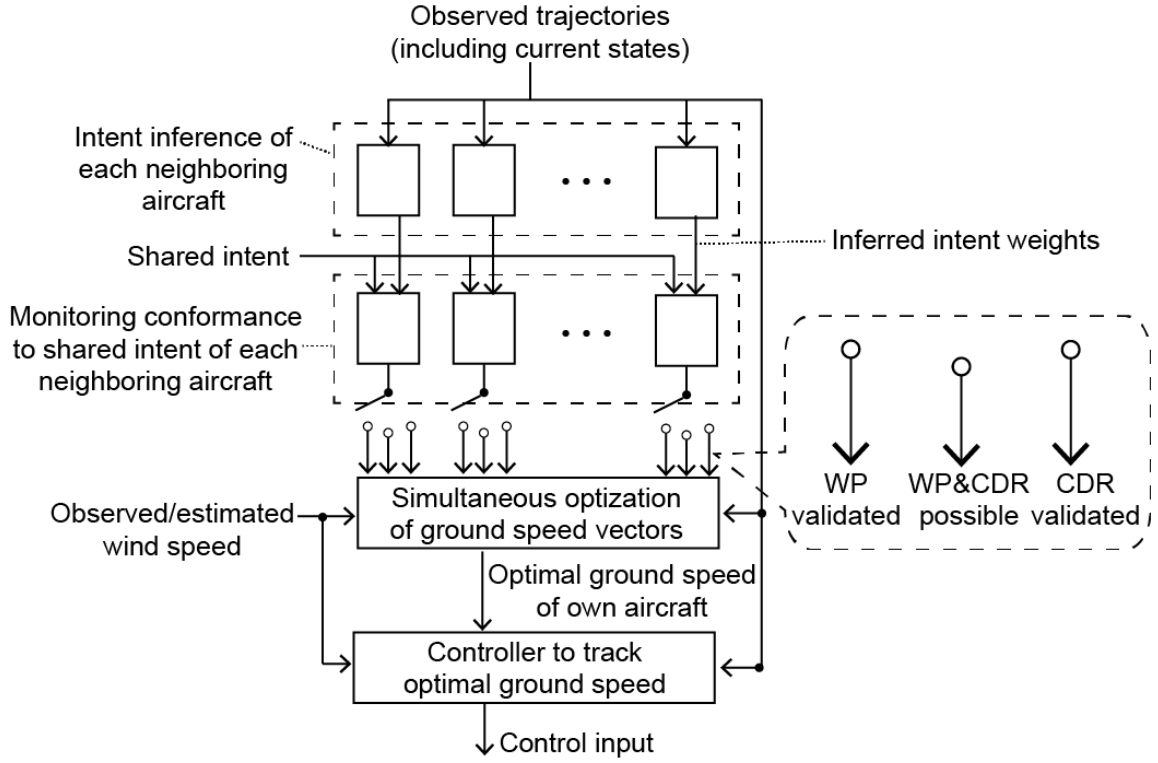 Observed trajectories
(including current states)
Intent inference of
each neighboring
aircraft
Shared intent
Inferred intent weights
Monitoring conformance
to shared intent of each
neighboring aircraft
WP
validated
WP&CDR
possible
CDR
validated
Simultaneous optization
of ground speed vectors
Observed/estimated
wind speed
Optimal ground speed
of own aircraft
Controller to track
optimal ground speed
Control input